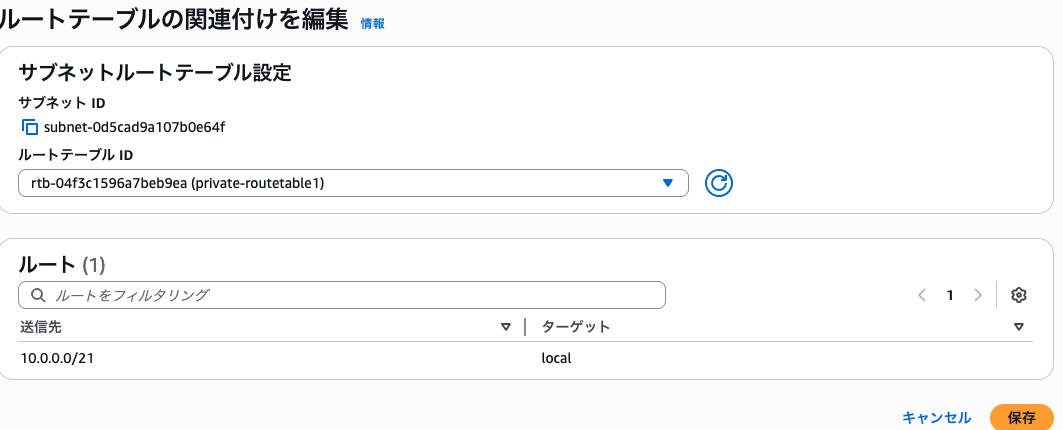 ルートテーブルの関連付けを編集 情報
サブネットルートテーブル設定
サブネット ID
subnet-0d5cad9a107b0e64f
ルートテーブル ID
rtb-04f3c1596a7beb9ea (private-routetable1)
ルート (1)
ルートをフィルタリング
1
送信先 ターゲット
10.0.0.0/21 local
キャンセル 保存